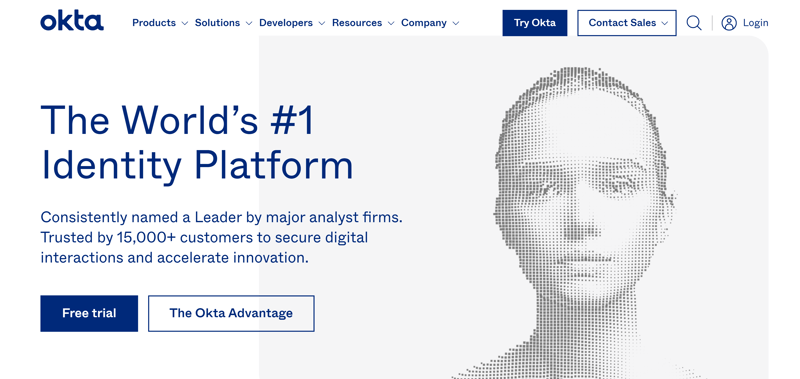 okta
Products Solutions Developers Resources Company
Try Okta
Contact Sales
Login
The World’s #1
Identity Platform
Consistently named a Leader by major analyst firms.
Trusted by 15,000+ customers to secure digital
interactions and accelerate innovation.
Free trial
The Okta Advantage